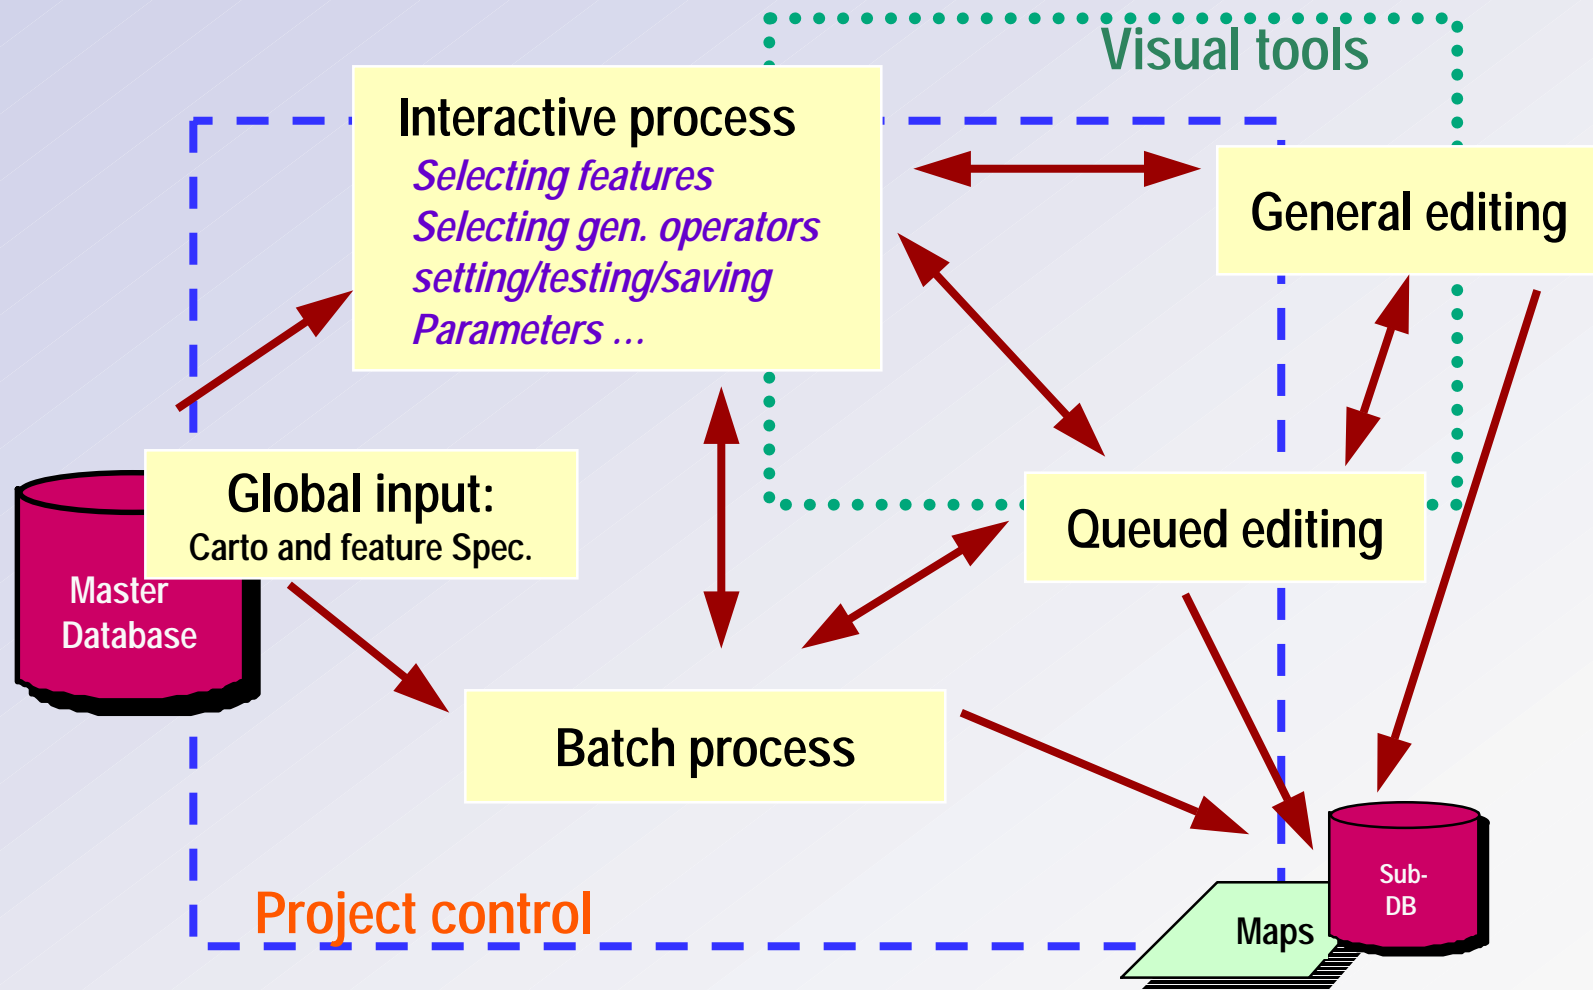 Visual tools
Interactive process
Selecting features
Selecting gen. operators
setting/testing/saving
Parameters ...
General editing
Global input:
Carto and feature Spec.
Queued editing
Master
Database
Batch process
Project control
Sub-
DB
Maps